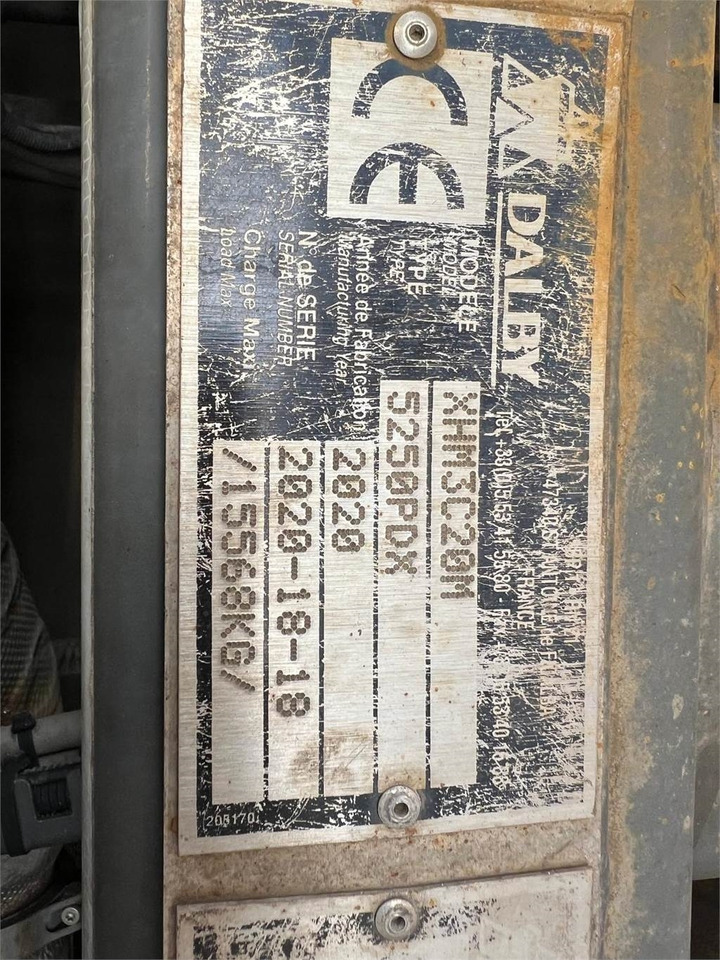 DALBY
CE
MODELE XHM3C20M
MODEL
TYPE 5250PDX
TYPE
Année de Fabrication 2020
Manufacturing Year
N° de SERIE 2020-18-18
SERIAL NUMBER
Charge Maxi /15568KG/
Load Max
FRANCE